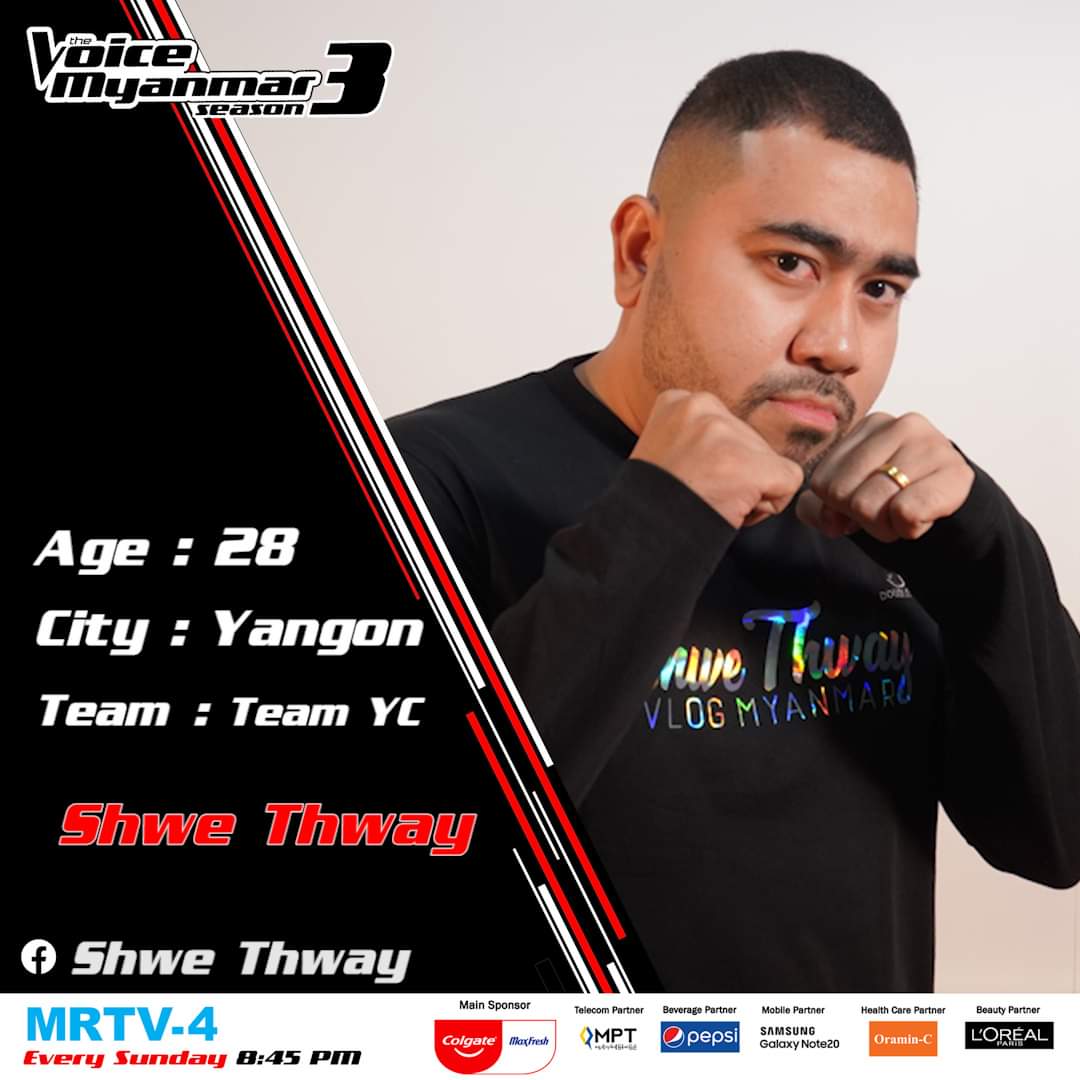 the
Voice
Myanmar
season 3
Age : 28
City : Yangon
Team : Team YC
Shwe Thway
Shwe Thway
Thway
VLOG MYANMAR
MRTV-4
Every Sunday 8:45 PM
Main Sponsor
Colgate MaxFresh
Telecom Partner
MPT
Beverage Partner
pepsi
Mobile Partner
SAMSUNG
Galaxy Note20
Health Care Partner
Oramin-C
Beauty Partner
L'ORÉAL
PARIS